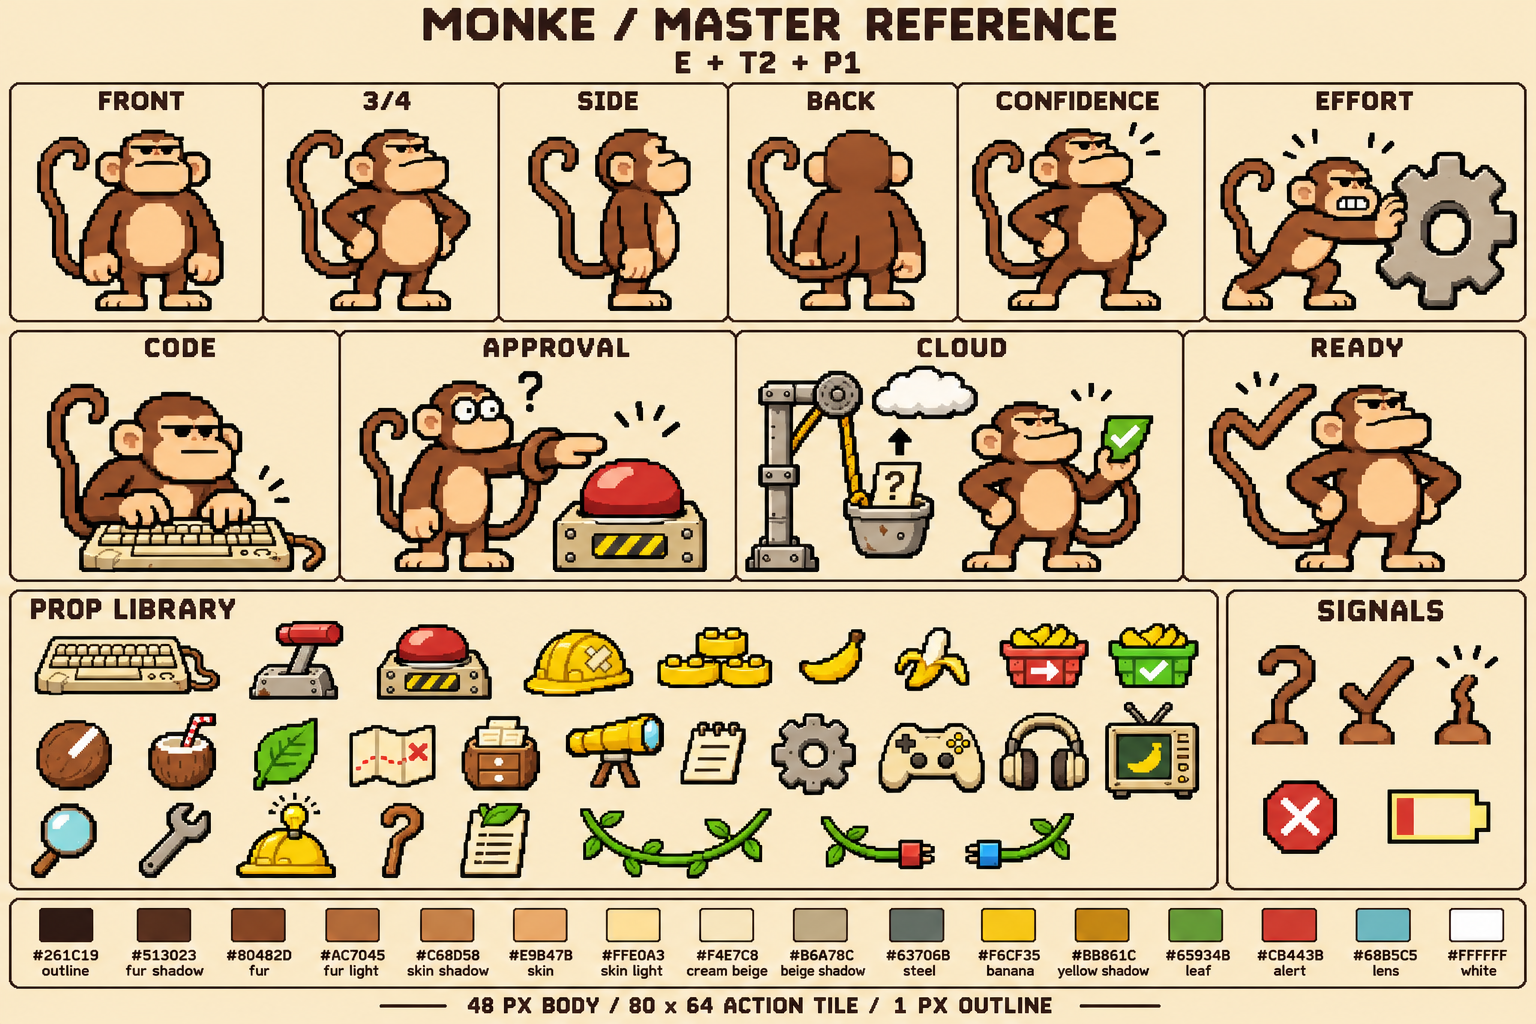 MONKE / MASTER REFERENCE
E + T2 + P1
FRONT
3/4
SIDE
BACK
CONFIDENCE
EFFORT
CODE
APPROVAL
?
CLOUD
?
READY
PROP LIBRARY
SIGNALS
#261C19
outline
#513023
fur shadow
#80482D
fur
#AC7045
fur light
#C68D58
skin shadow
#E9B47B
skin
#FFE0A3
skin light
#F4E7C8
cream beige
#B6A78C
beige shadow
#63706B
steel
#F6CF35
banana
#BB861C
yellow shadow
#65934B
leaf
#CB443B
alert
#68B5C5
lens
#FFFFFF
white
48 PX BODY / 80 x 64 ACTION TILE / 1 PX OUTLINE